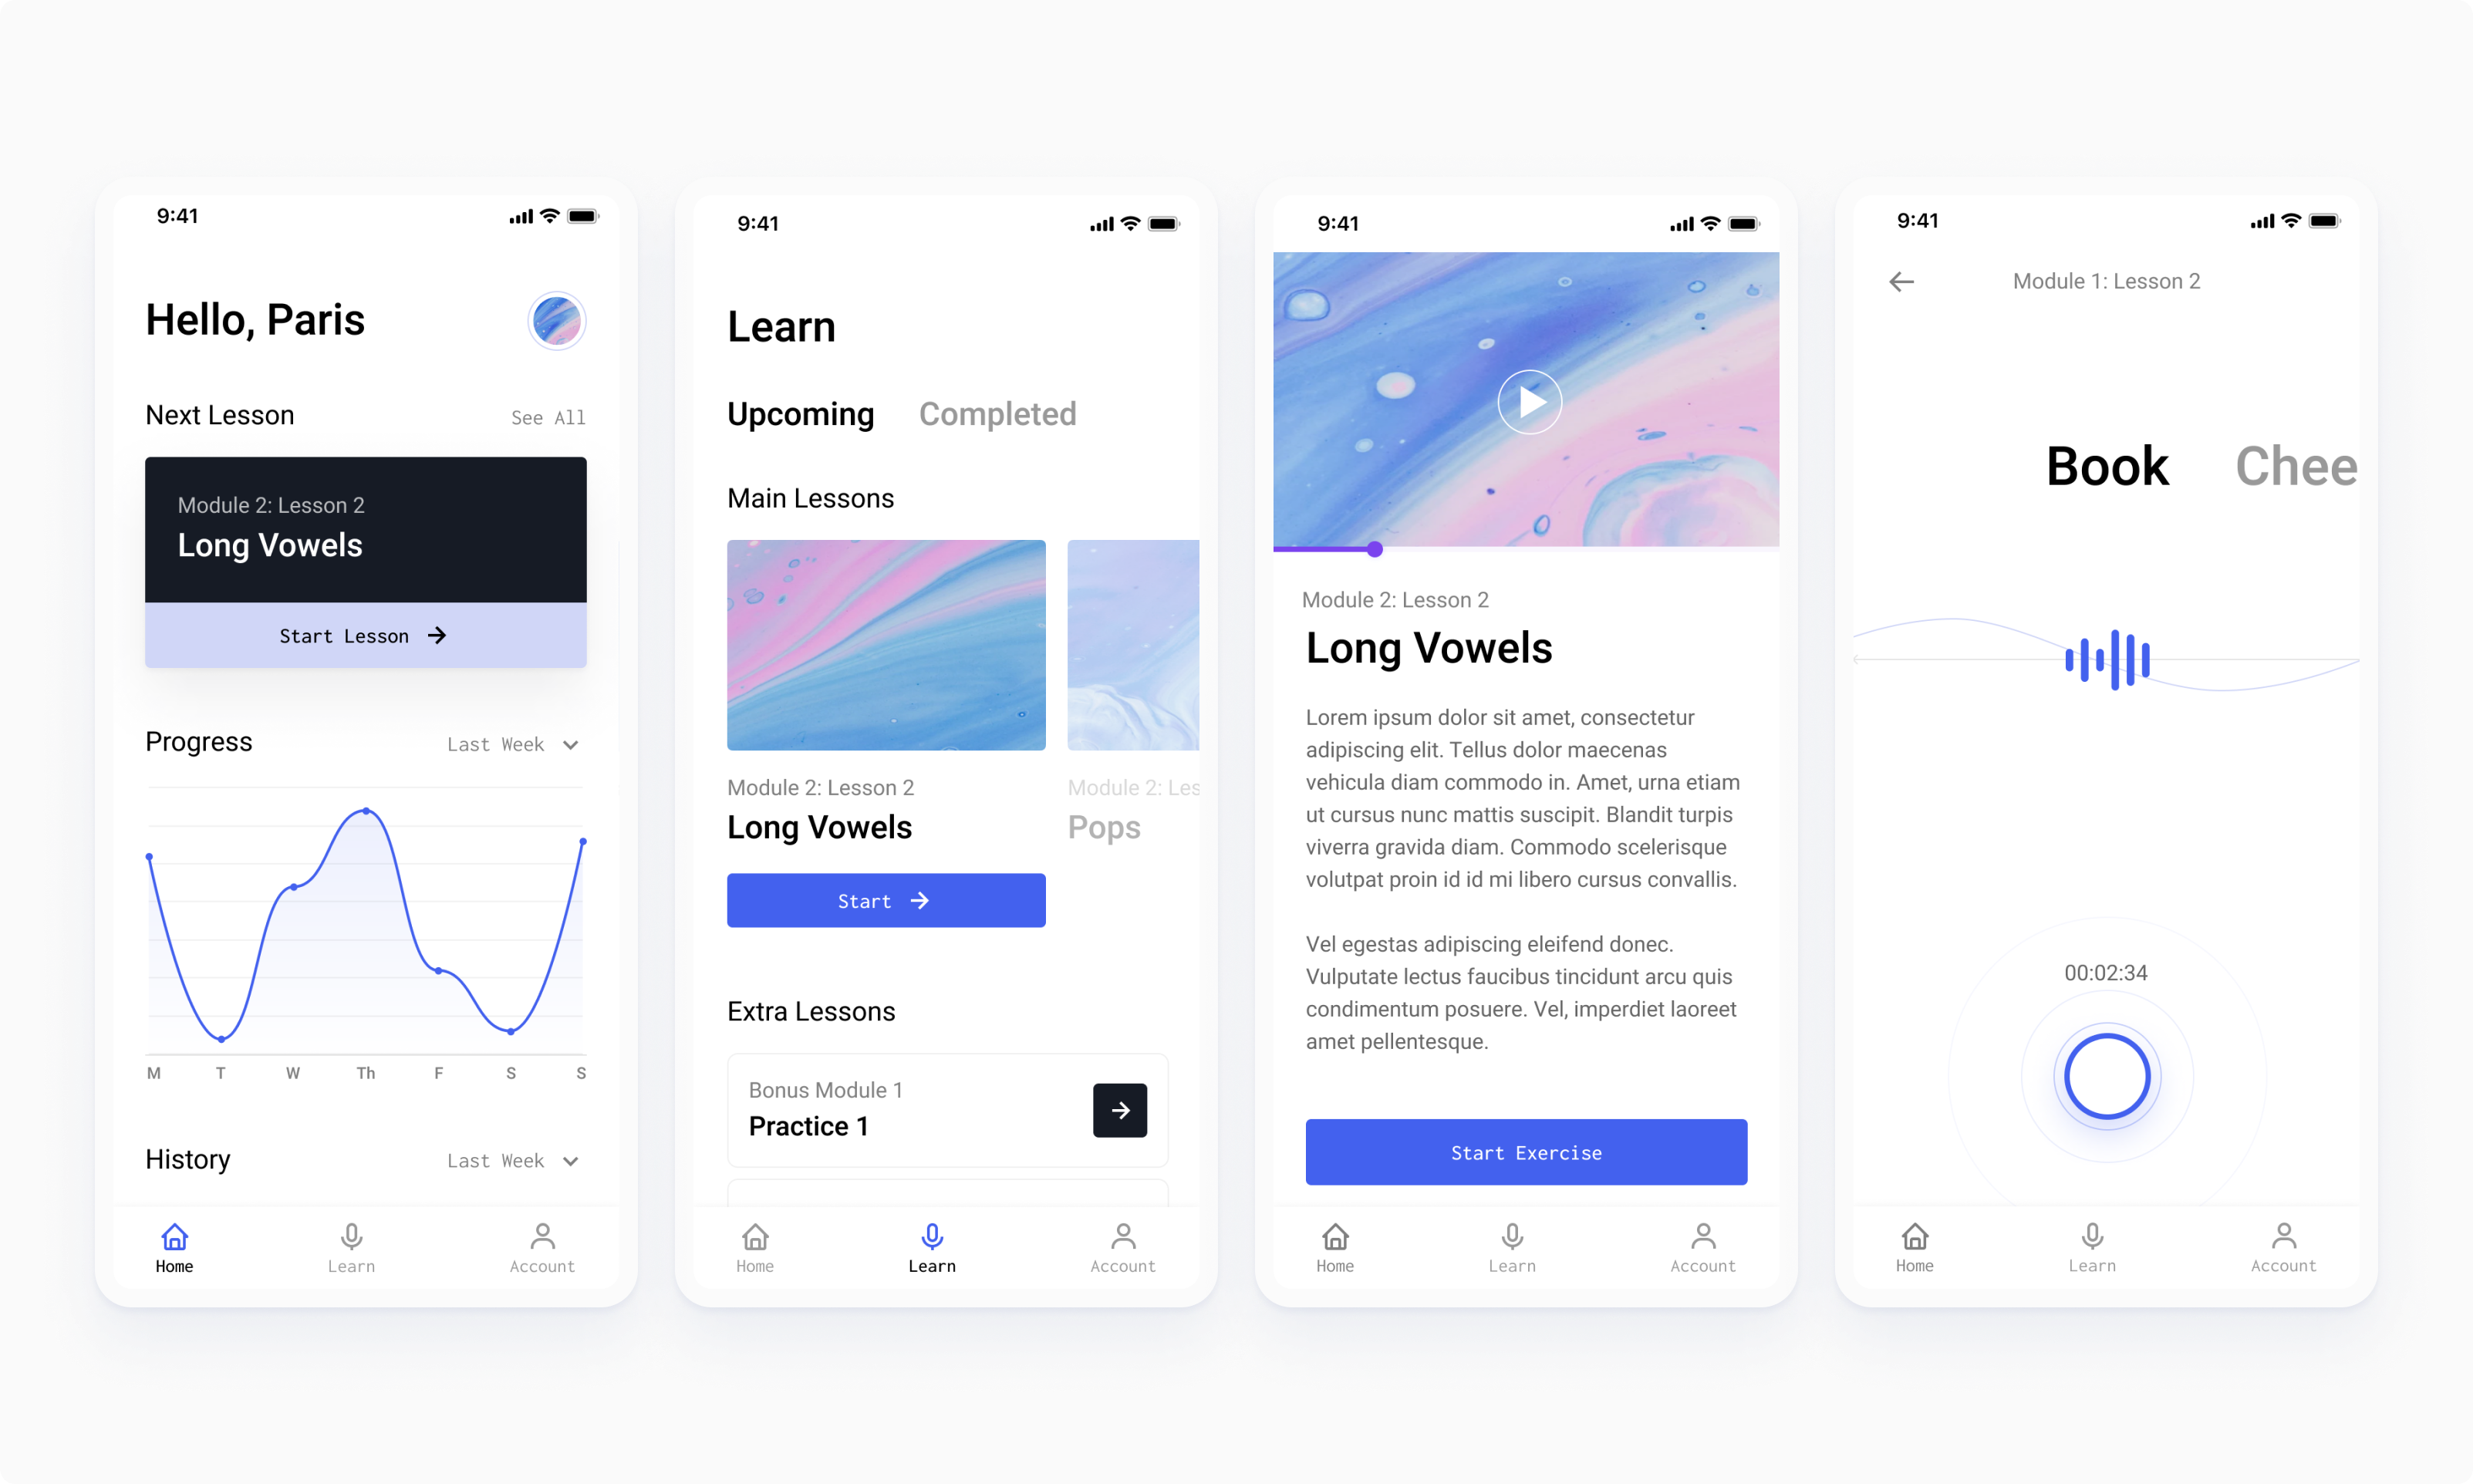 9:41
Hello, Paris
Next Lesson
See All
Module 2: Lesson 2
Long Vowels
Start Lesson
Progress
Last Week
M T W Th F S S
History
Last Week
Home Learn Account
9:41
Learn
Upcoming Completed
Main Lessons
Module 2: Lesson 2
Long Vowels
Start
Module 2: Les
Pops
Extra Lessons
Bonus Module 1
Practice 1
Home Learn Account
9:41
Module 2: Lesson 2
Long Vowels
Lorem ipsum dolor sit amet, consectetur
adipiscing elit. Tellus dolor maecenas
vehicula diam commodo in. Amet, urna etiam
ut cursus nunc mattis suscipit. Blandit turpis
viverra gravida diam. Commodo scelerisque
volutpat proin id id mi libero cursus convallis.
Vel egestas adipiscing eleifend donec.
Vulputate lectus faucibus tincidunt arcu quis
condimentum posuere. Vel, imperdiet laoreet
amet pellentesque.
Start Exercise
Home Learn Account
9:41
Module 1: Lesson 2
Book Chee
00:02:34
Home Learn Account